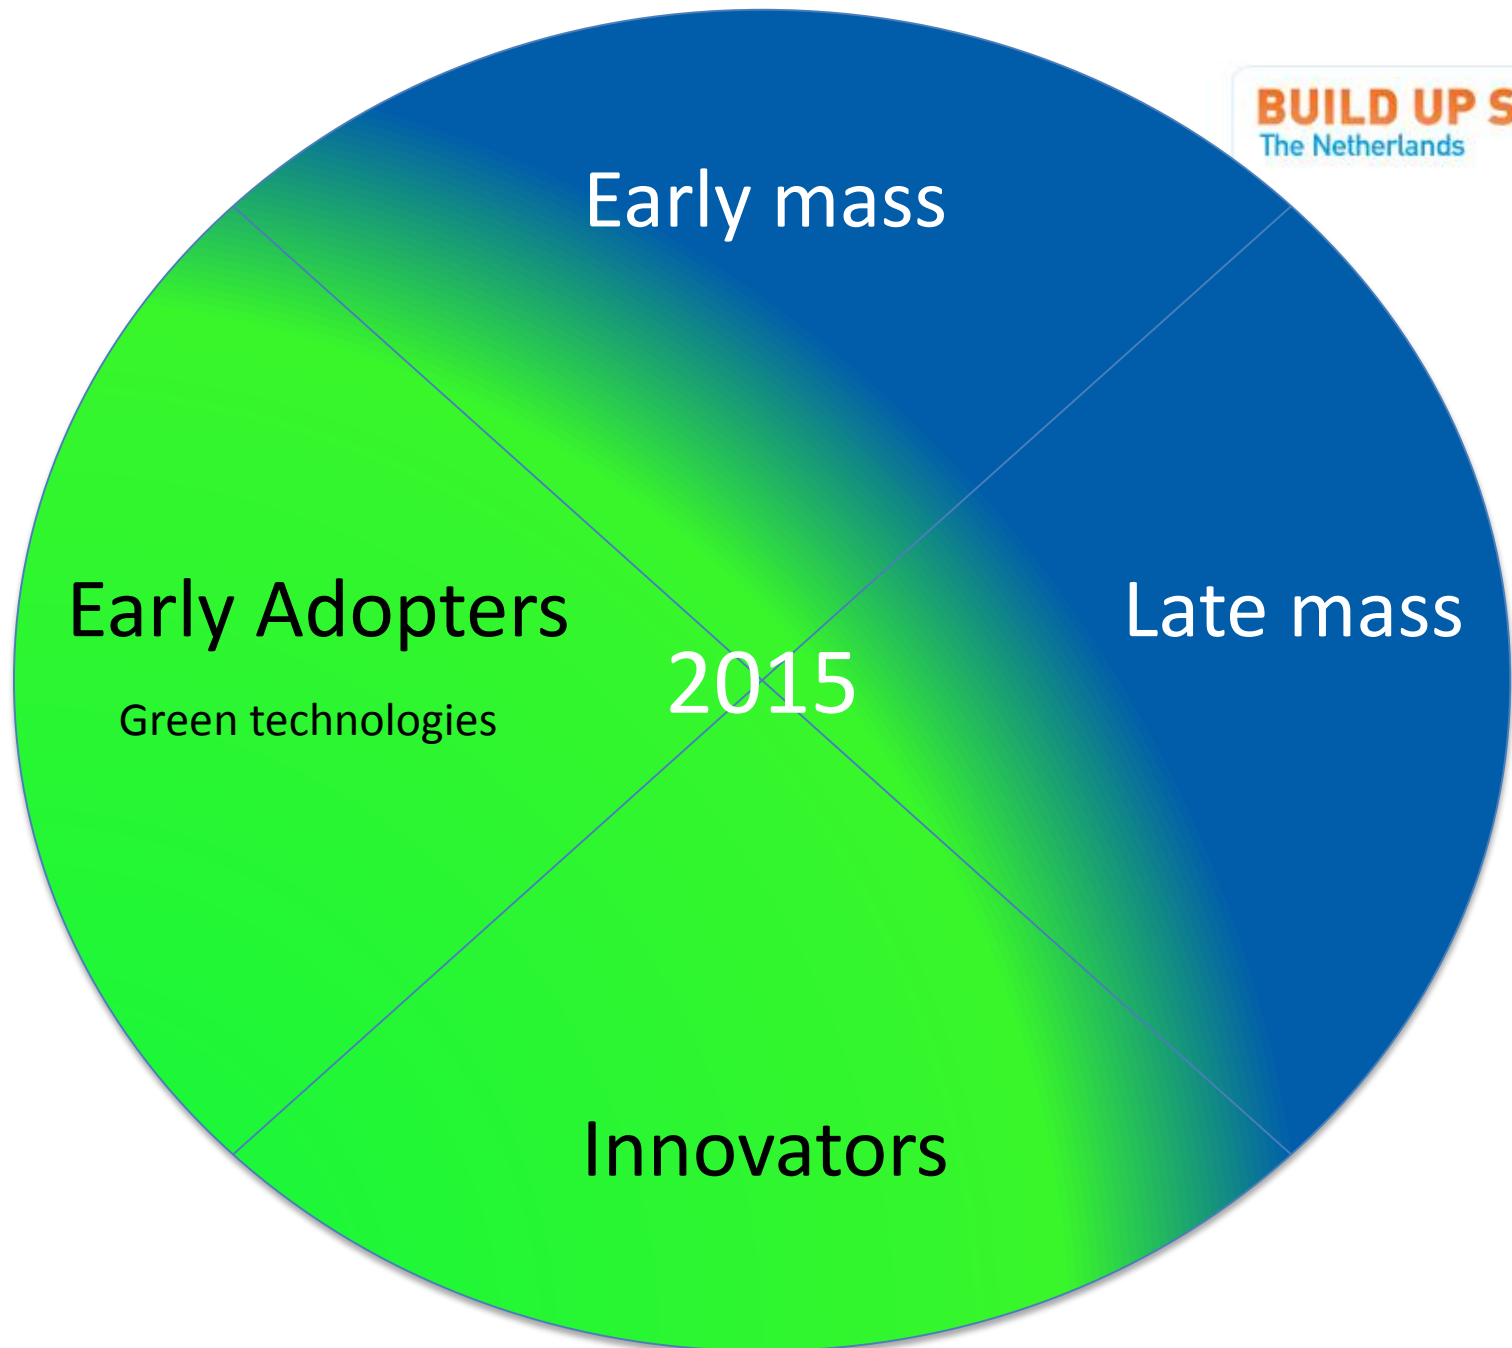 BUILD UP S
The Netherlands
Early mass
Early Adopters
Late mass
2015
Green technologies
Innovators